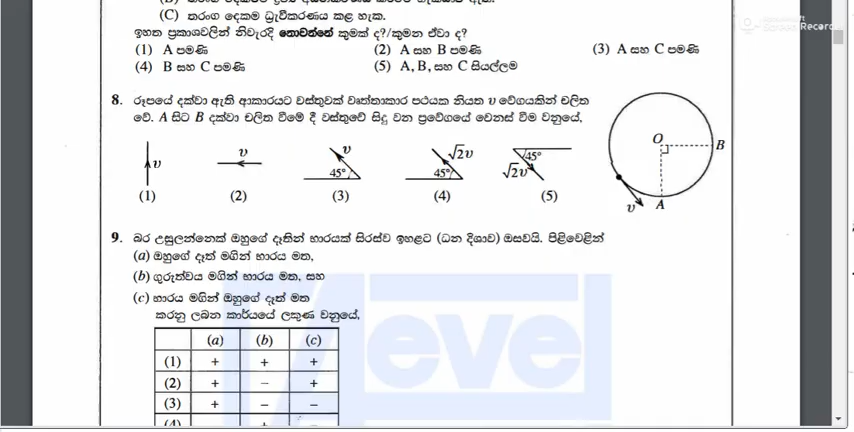 (C) තරංග දෙකම ධ්‍රැවීකරණය කළ හැක.
ඉහත ප්‍රකාශවලින් නිවැරදි නොවන්නේ කුමක් ද?/කුමන ඒවා ද?
(1) A පමණි (2) A සහ B පමණි (3) A සහ C පමණි
(4) B සහ C පමණි (5) A, B, සහ C සියල්ලම
8. රූපයේ දක්වා ඇති ආකාරයට වස්තුවක් වෘත්තාකාර පථයක නියත v වේගයකින් චලිත
වේ. A සිට B දක්වා චලිත වීමේ දී වස්තුවේ සිදු වන ප්‍රවේගයේ වෙනස් වීම වනුයේ,
v v v √2v 45° √2v
45° 45°
(1) (2) (3) (4) (5)
O B
v A
9. බර උසුලන්නෙක් ඔහුගේ දෑතින් භාරයක් සිරස්ව ඉහළට (ධන දිශාව) ඔසවයි. පිළිවෙළින්
(a) ඔහුගේ දෑත් මගින් භාරය මත,
(b) ගුරුත්වය මගින් භාරය මත, සහ
(c) භාරය මගින් ඔහුගේ දෑත් මත
කරනු ලබන කාර්යයේ ලකුණ වනුයේ,
(a) (b) (c)
(1) + + +
(2) + − +
(3) + − −
evel